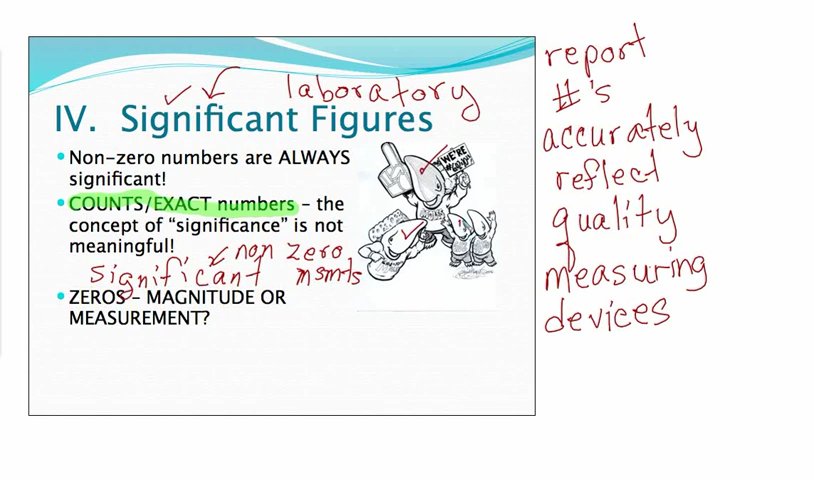 laboratory
IV. Significant Figures
• Non-zero numbers are ALWAYS
significant!
• COUNTS/EXACT numbers – the
concept of “significance” is not
meaningful!
non zero
significant msmts
• ZEROS – MAGNITUDE OR
MEASUREMENT?
WE'RE
report
#'s
accurately
reflect
quality
measuring
devices